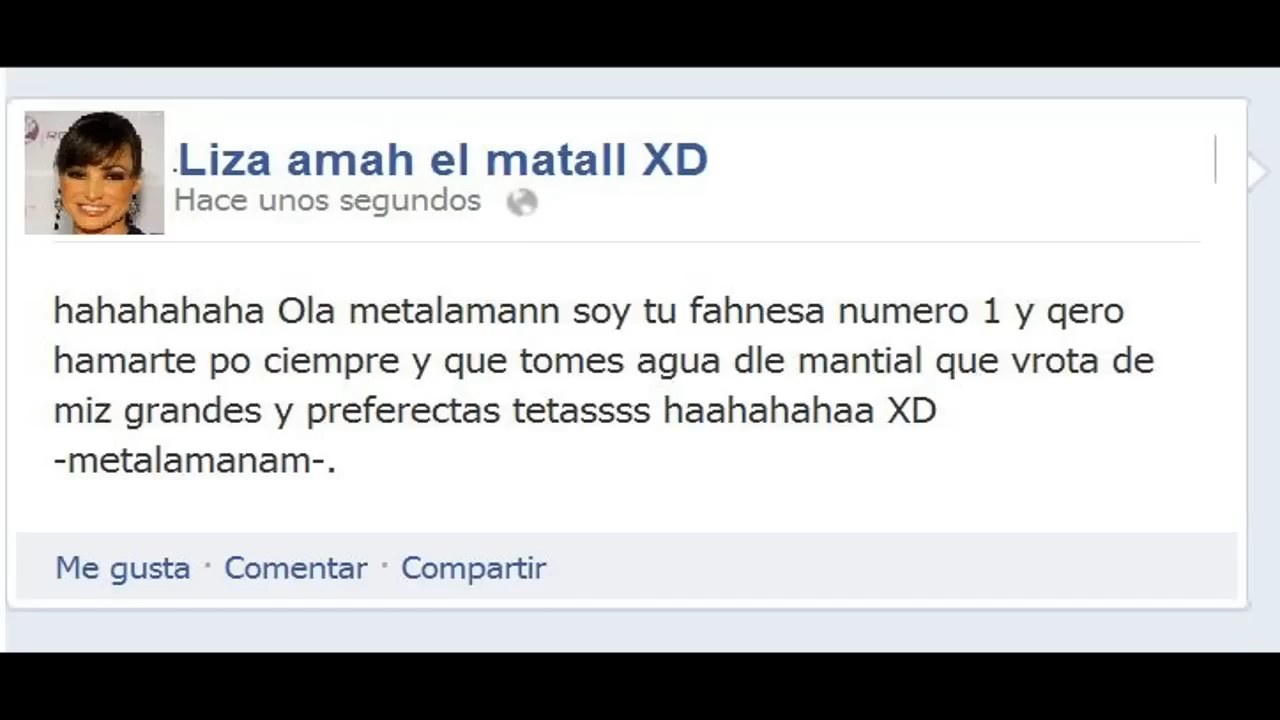 .Liza amah el matall XD
Hace unos segundos
hahahahaha Ola metalamann soy tu fahnesa numero 1 y qero
hamarte po ciempre y que tomes agua dle mantial que vrota de
miz grandes y preferectas tetassss haahahahaa XD
-metalamanam-.
Me gusta · Comentar · Compartir